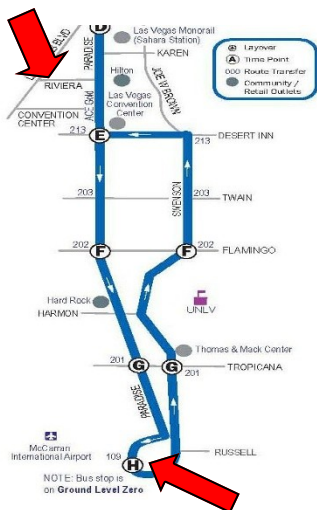 D
Las Vegas Monorail
(Sahara Station)
KAREN
PARADISE
BLVD
JOE W BROWN
Layover
A Time Point
000 Route Transfer
Community /
Retail Outlets
Hilton
RIVIERA
Las Vegas
Convention
Center
CONVENTION
CENTER
213
E
213
DESERT INN
203
203
TWAIN
SWENSON
202
F
F
202
FLAMINGO
Hard Rock
HARMON
UNLV
Thomas & Mack Center
201
G
G
201
TROPICANA
PARADISE
McCarran
International Airport
109
H
RUSSELL
NOTE: Bus stop is
on Ground Level Zero